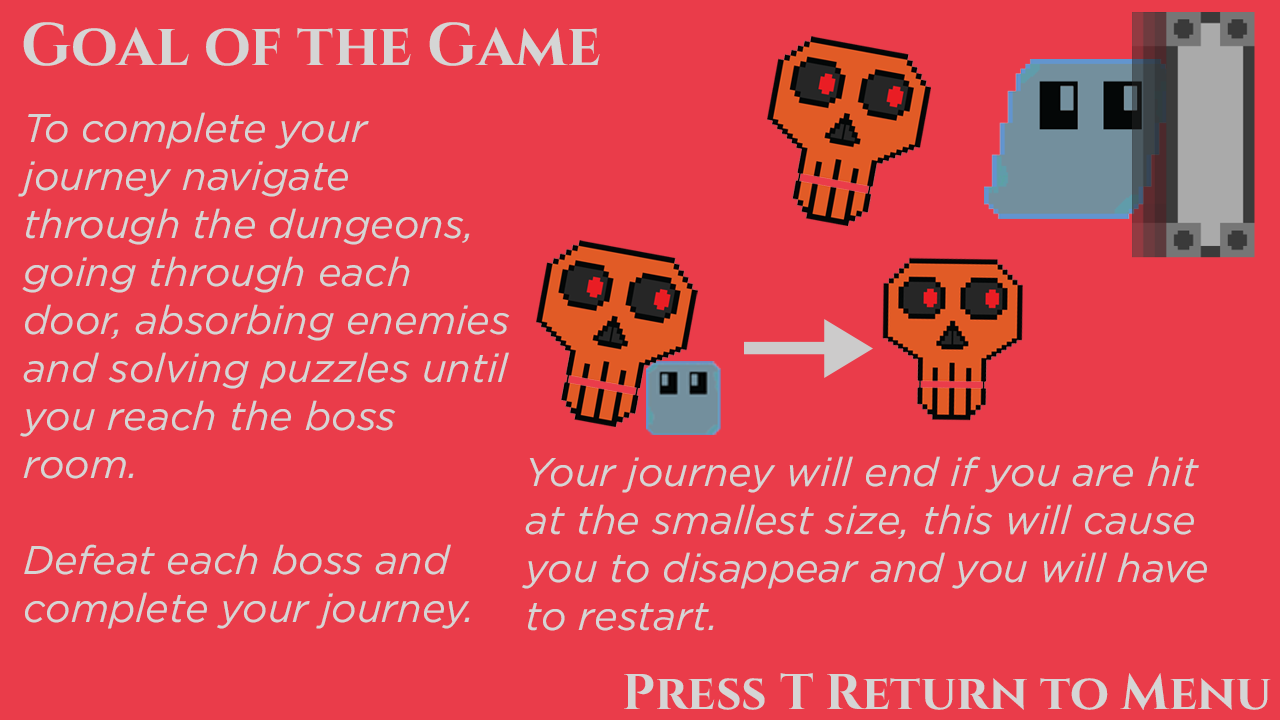 Goal of the Game
To complete your
journey navigate
through the dungeons,
going through each
door, absorbing enemies
and solving puzzles until
you reach the boss
room.
Defeat each boss and
complete your journey.
Your journey will end if you are hit
at the smallest size, this will cause
you to disappear and you will have
to restart.
Press T Return to Menu